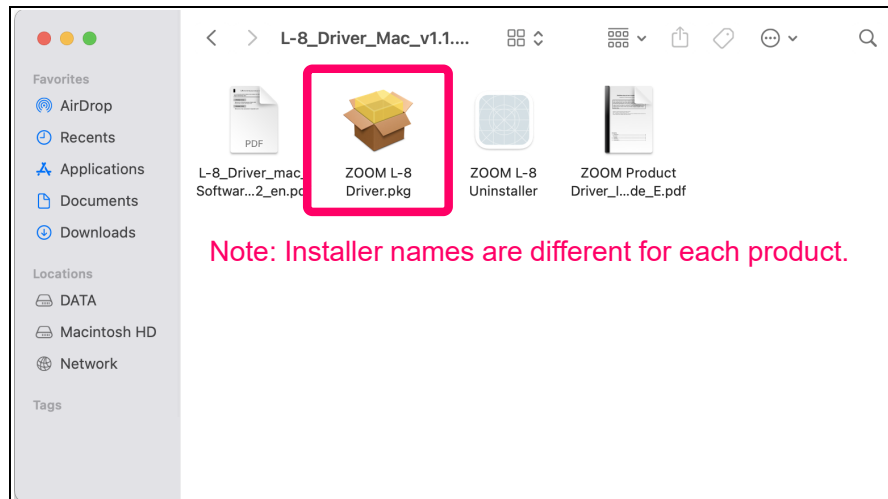 L-8_Driver_Mac_v1.1....
Favorites
AirDrop
Recents
Applications
Documents
Downloads
Locations
DATA
Macintosh HD
Network
Tags
PDF
L-8_Driver_mac_
Softwar...2_en.pd
ZOOM L-8
Driver.pkg
ZOOM L-8
Uninstaller
ZOOM Product
Driver_I...de_E.pdf
Note: Installer names are different for each product.